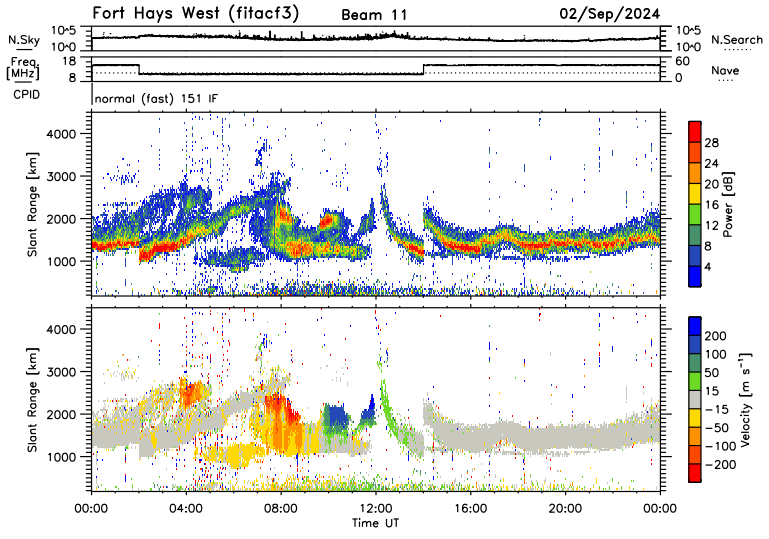 Fort Hays West (fitacf3) Beam 11 02/Sep/2024
N.Sky 10^5 10^0 10^5 10^0 N.Search
Freq. [MHz] 18 8 60 0 Nave
CPID normal (fast) 151 IF
Slant Range [km] 4000 3000 2000 1000
28 24 20 16 12 8 4 Power [dB]
Slant Range [km] 4000 3000 2000 1000
200 100 50 15 -15 -50 -100 -200 Velocity [m s⁻¹]
00:00 04:00 08:00 12:00 16:00 20:00 00:00
Time UT